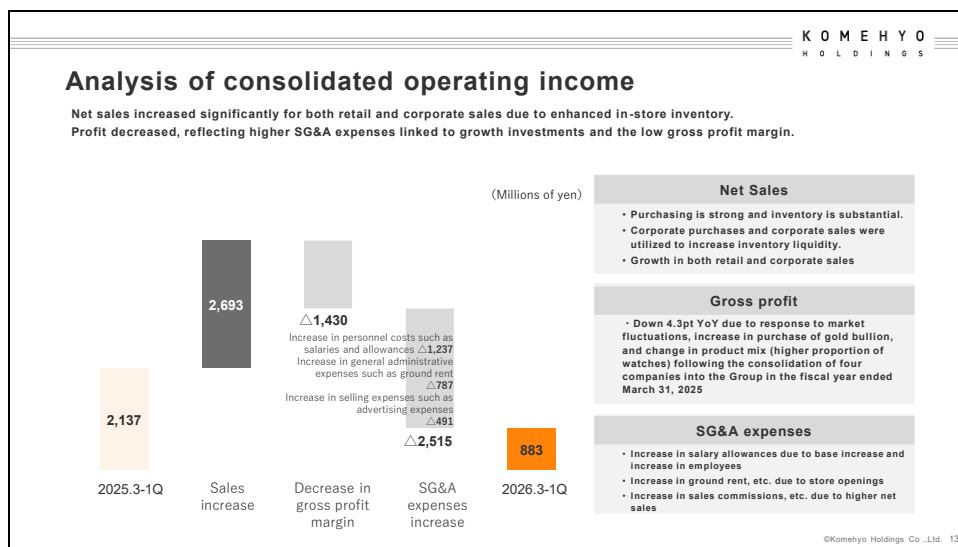 KOMEHYO
HOLDINGS
Analysis of consolidated operating income
Net sales increased significantly for both retail and corporate sales due to enhanced in-store inventory.
Profit decreased, reflecting higher SG&A expenses linked to growth investments and the low gross profit margin.
(Millions of yen)
2,137
2,693
△1,430
Increase in personnel costs such as
salaries and allowances △1,237
Increase in general administrative
expenses such as ground rent
△787
Increase in selling expenses such as
advertising expenses
△491
△2,515
883
2025.3-1Q
Sales
increase
Decrease in
gross profit
margin
SG&A
expenses
increase
2026.3-1Q
Net Sales
・Purchasing is strong and inventory is substantial.
・Corporate purchases and corporate sales were
utilized to increase inventory liquidity.
・Growth in both retail and corporate sales
Gross profit
・Down 4.3pt YoY due to response to market
fluctuations, increase in purchase of gold bullion,
and change in product mix (higher proportion of
watches) following the consolidation of four
companies into the Group in the fiscal year ended
March 31, 2025
SG&A expenses
・Increase in salary allowances due to base increase and
increase in employees
・Increase in ground rent, etc. due to store openings
・Increase in sales commissions, etc. due to higher net
sales
©Komehyo Holdings Co .,Ltd. 13